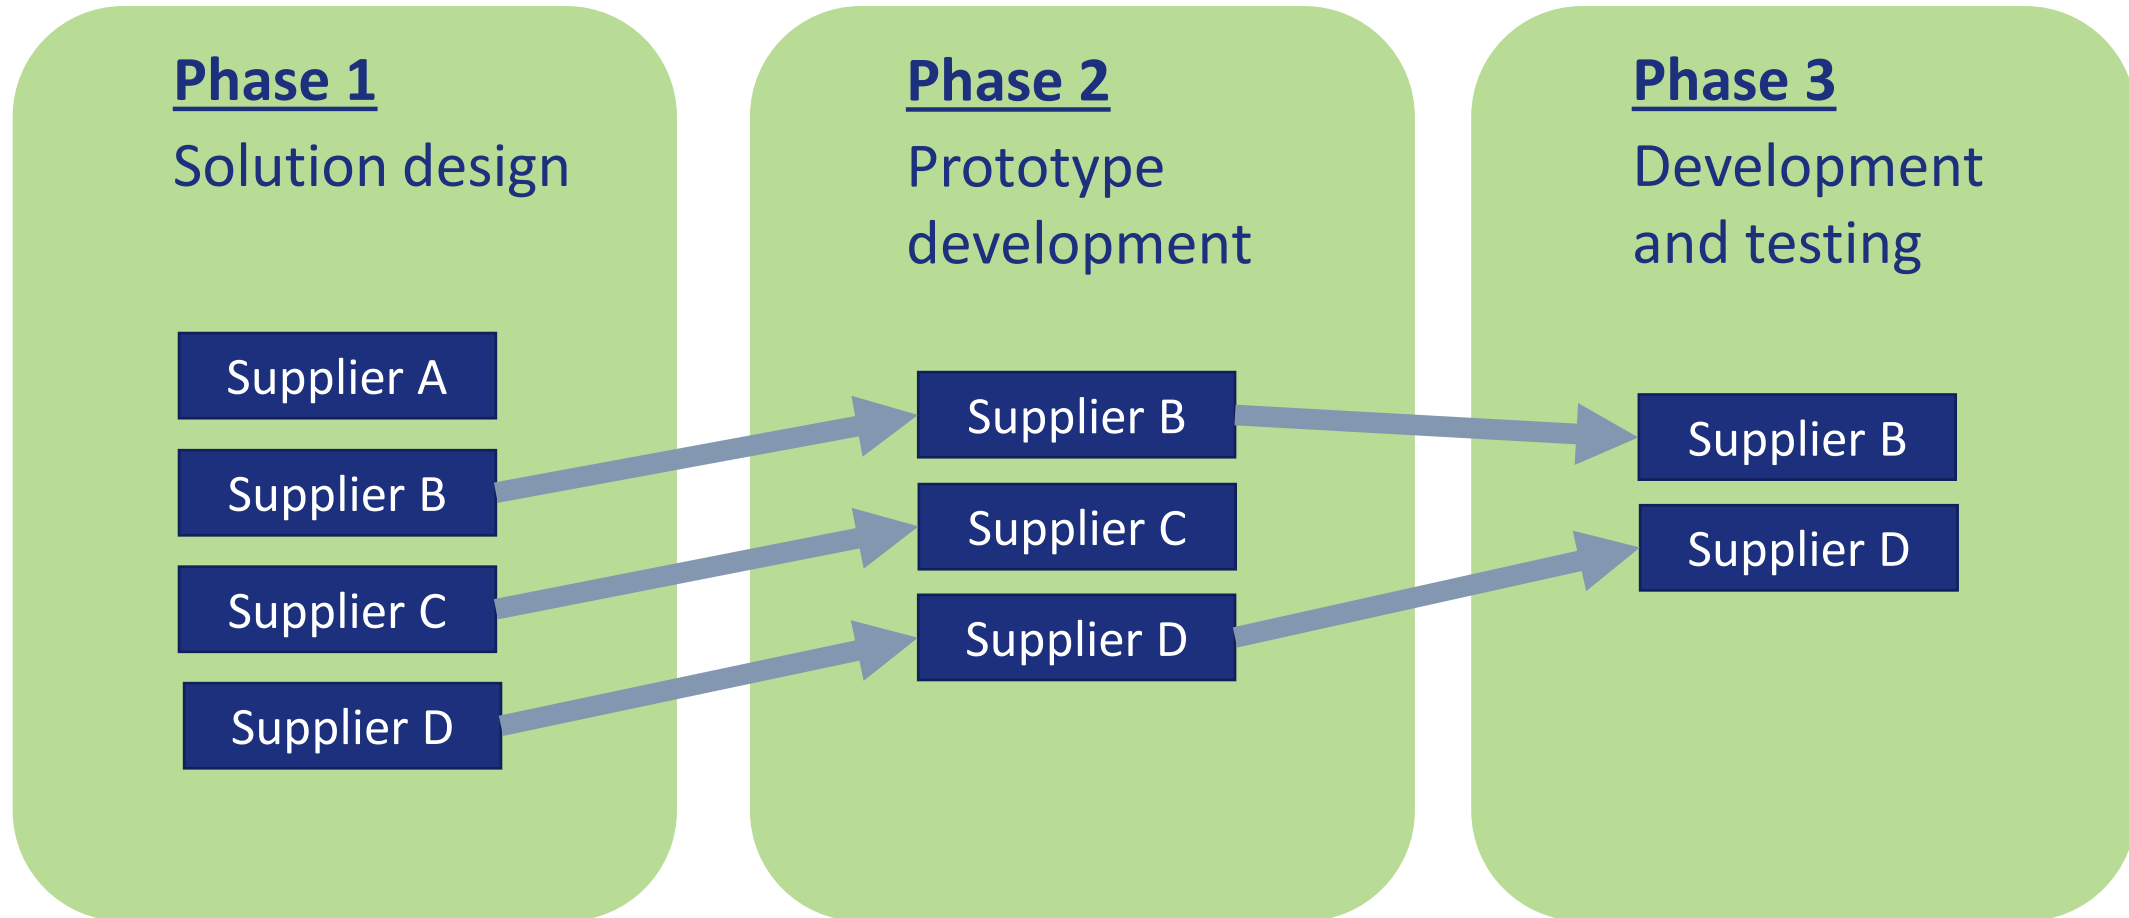 Phase 1
Solution design
Supplier A
Supplier B
Supplier C
Supplier D
Phase 2
Prototype
development
Supplier B
Supplier C
Supplier D
Phase 3
Development
and testing
Supplier B
Supplier D